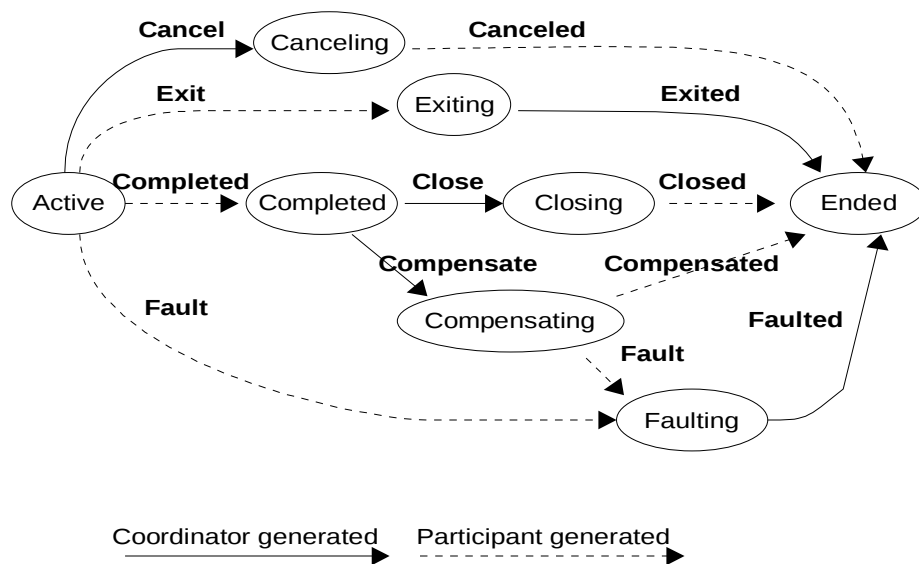 Cancel
Canceling
Canceled
Exit
Exiting
Exited
Active
Completed
Completed
Close
Closing
Closed
Ended
Compensate
Compensated
Compensating
Fault
Fault
Faulted
Faulting
Coordinator generated
Participant generated